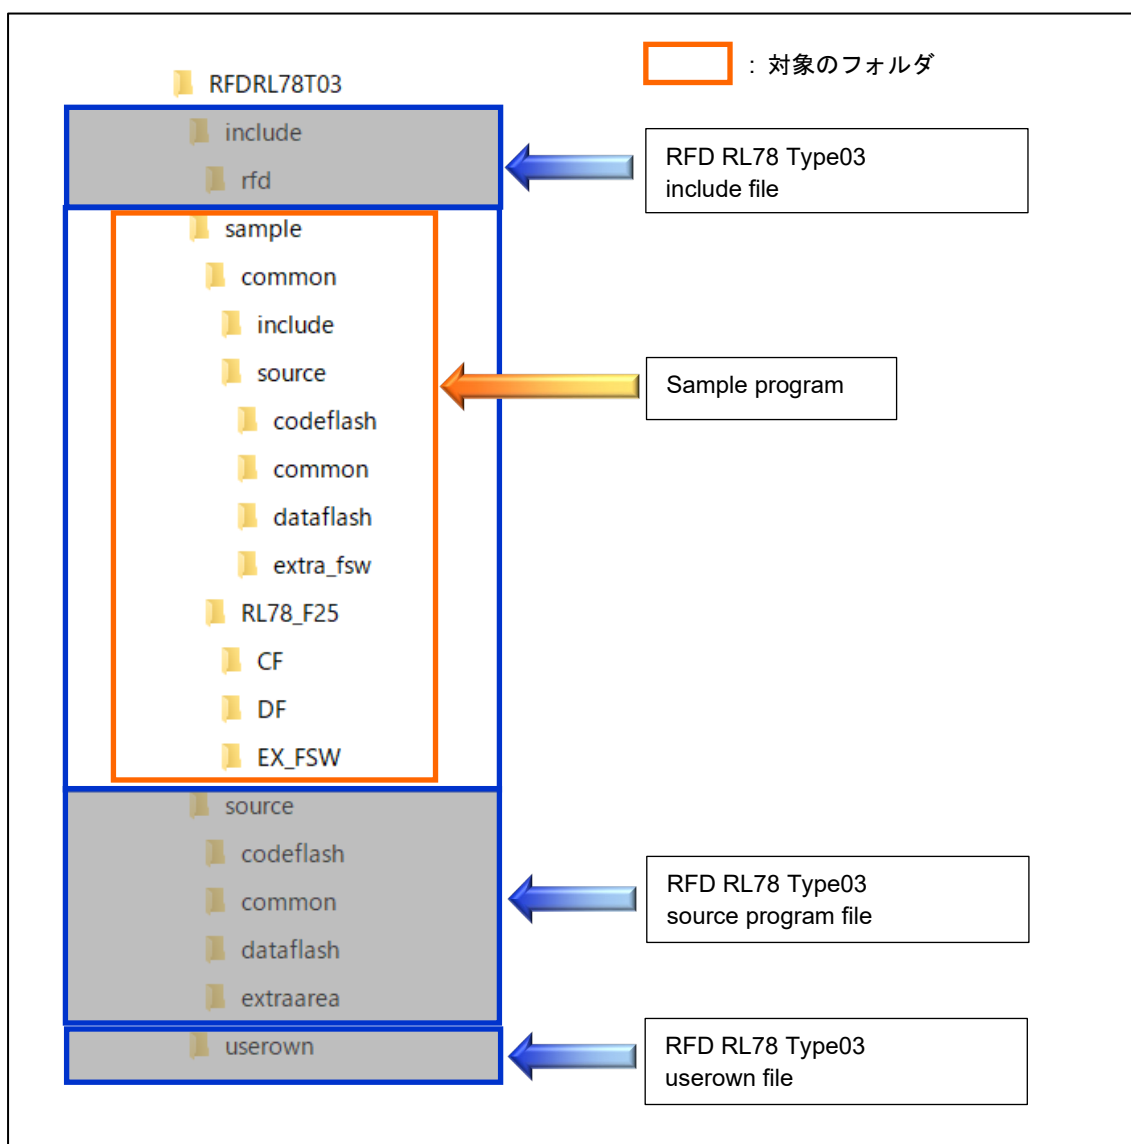 : 対象のフォルダ
RFDRL78T03
include
rfd
RFD RL78 Type03
include file
sample
common
include
source
Sample program
codeflash
common
dataflash
extra_fsw
RL78_F25
CF
DF
EX_FSW
source
codeflash
common
dataflash
extraarea
RFD RL78 Type03
source program file
userown
RFD RL78 Type03
userown file